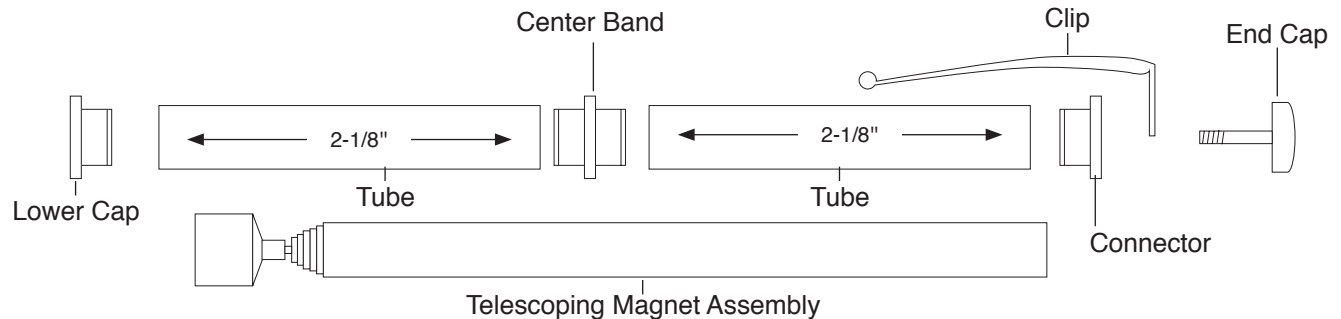 Center Band
Clip
End Cap
2-1/8"
2-1/8"
Lower Cap
Tube
Tube
Connector
Telescoping Magnet Assembly